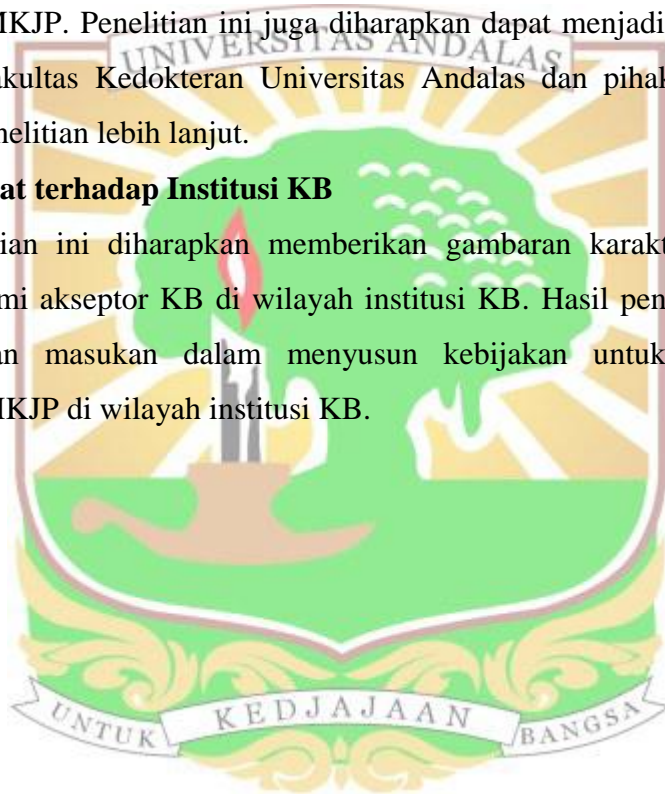 MKJP. Penelitian ini juga diharapkan dapat menjadi
UNIVERSITAS ANDALAS
akultas Kedokteran Universitas Andalas dan pihak
nelitian lebih lanjut.
at terhadap Institusi KB
ian ini diharapkan memberikan gambaran karakt
mi akseptor KB di wilayah institusi KB. Hasil pen
an masukan dalam menyusun kebijakan untuk
MKJP di wilayah institusi KB.
UNTUK KEDJAJAAN BANGSA